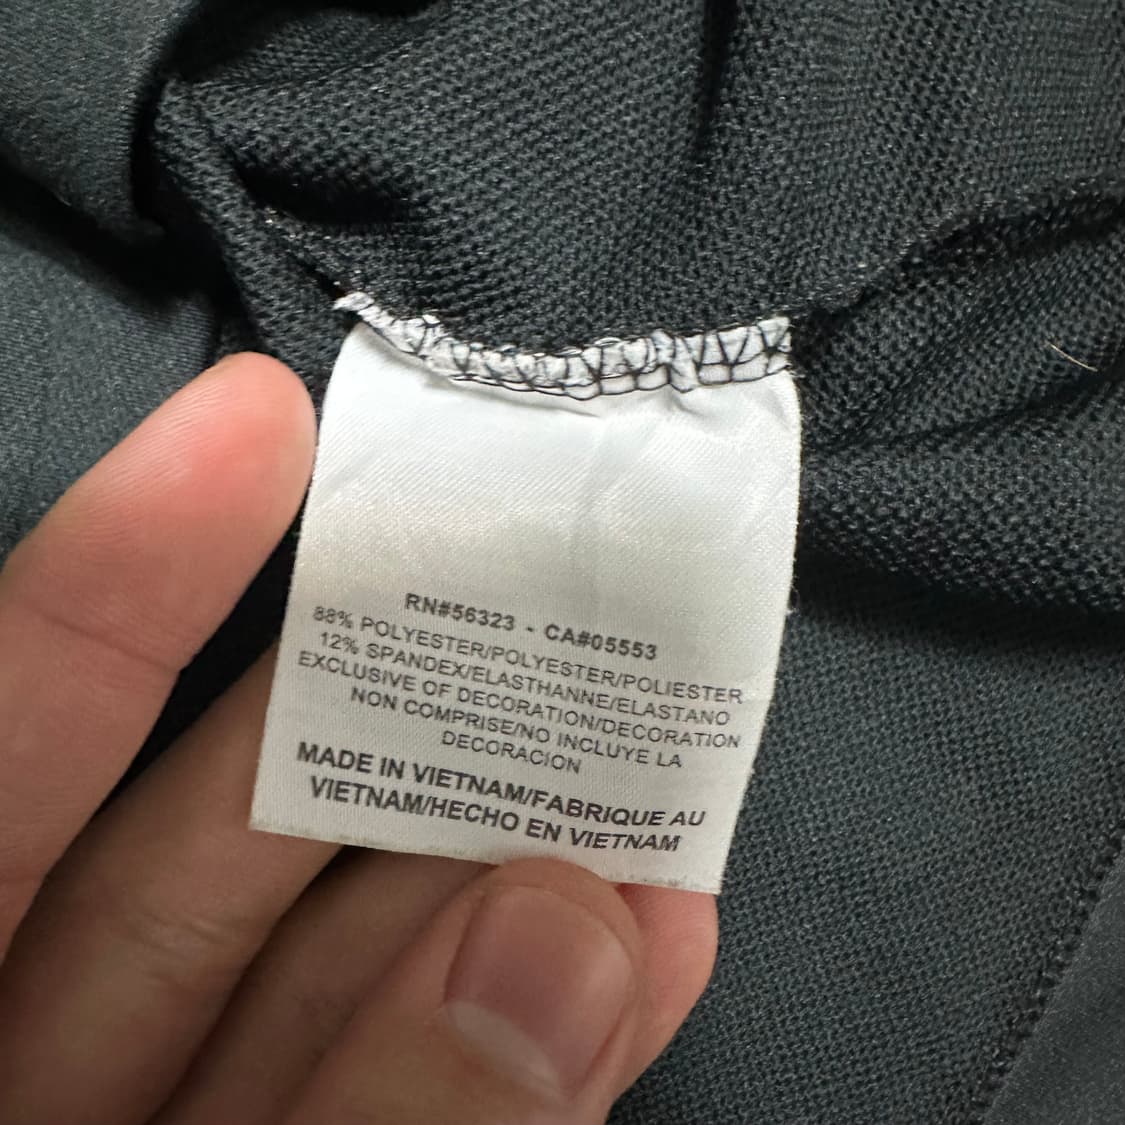 RN#56323 - CA#05553
88% POLYESTER/POLYESTER/POLIESTER
12% SPANDEX/ELASTHANNE/ELASTANO
EXCLUSIVE OF DECORATION/DECORATION
NON COMPRISE/NO INCLUYE LA
DECORACION
MADE IN VIETNAM/FABRIQUE AU
VIETNAM/HECHO EN VIETNAM